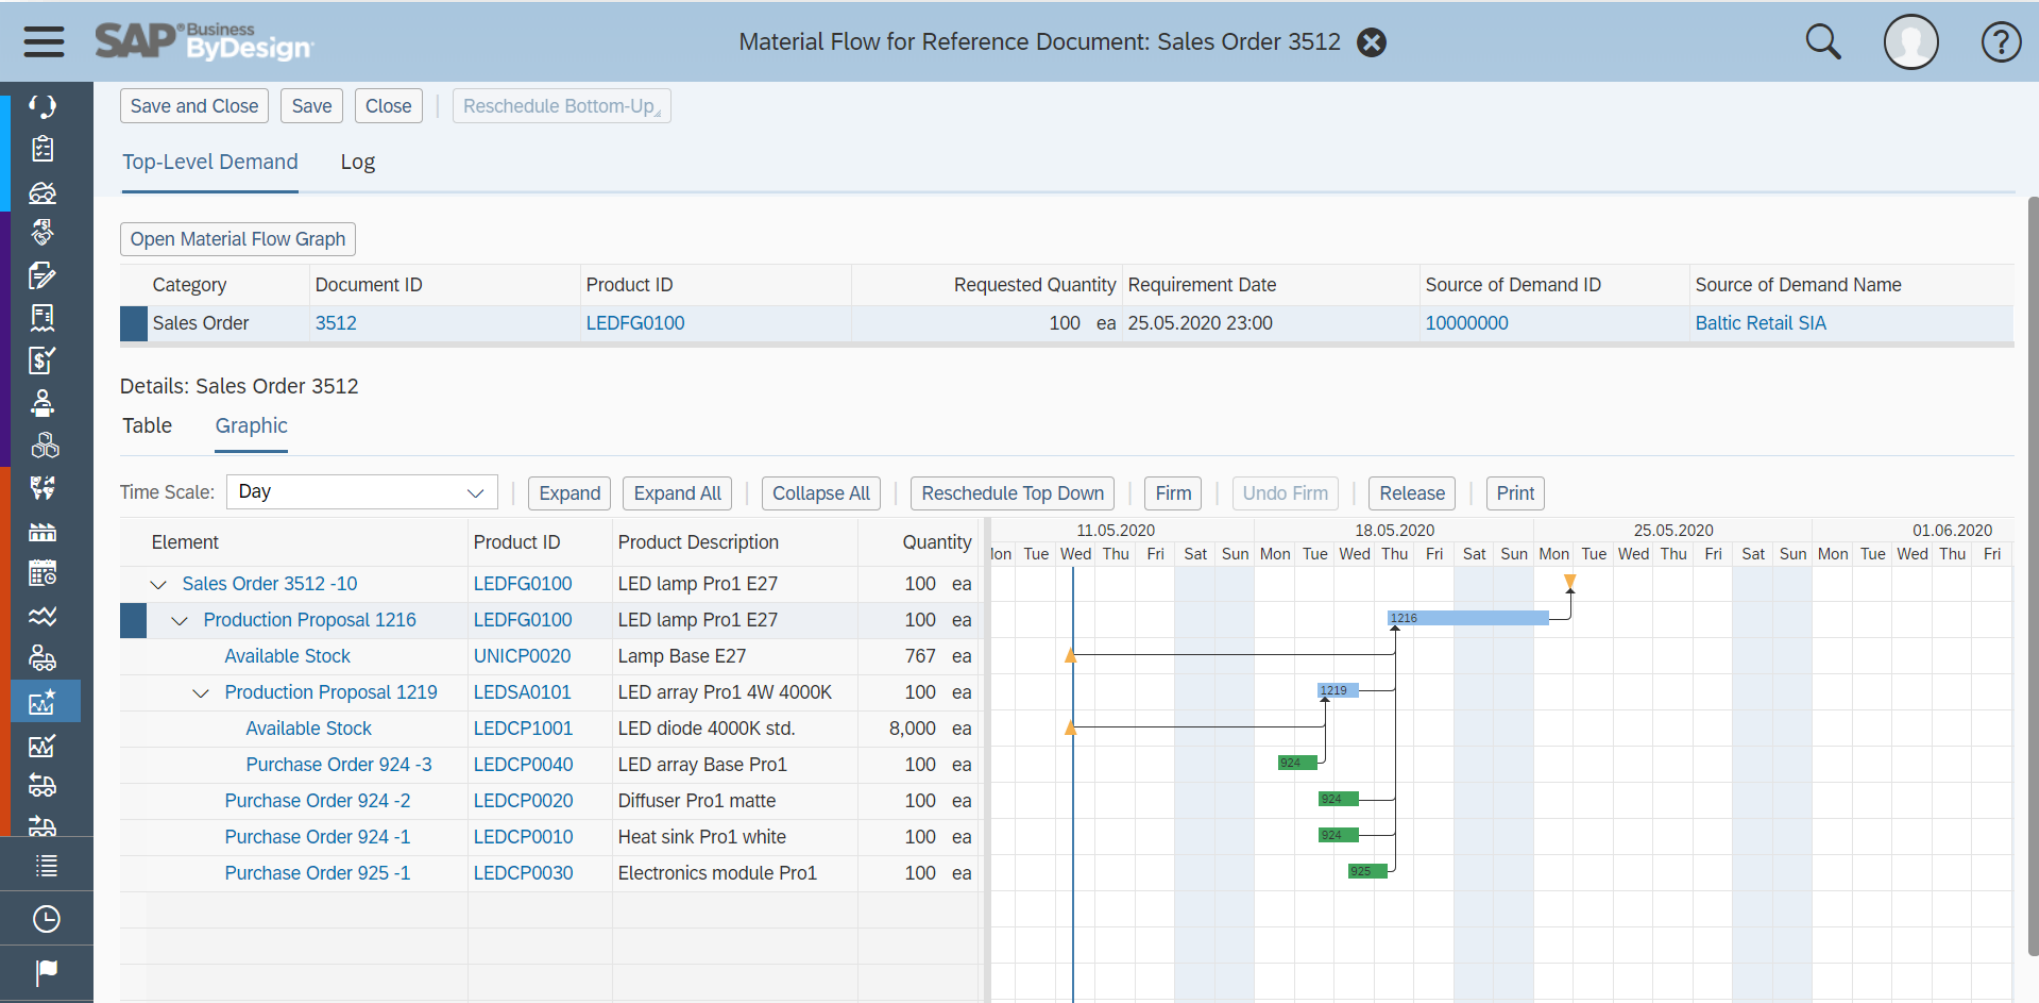 SAP® Business ByDesign
Material Flow for Reference Document: Sales Order 3512
?
Save and Close Save Close Reschedule Bottom-Up
Top-Level Demand Log
Open Material Flow Graph
Category Document ID Product ID Requested Quantity Requirement Date Source of Demand ID Source of Demand Name
Sales Order 3512 LEDFG0100 100 ea 25.05.2020 23:00 10000000 Baltic Retail SIA
Details: Sales Order 3512
Table Graphic
Time Scale: Day Expand Expand All Collapse All Reschedule Top Down Firm Undo Firm Release Print
11.05.2020 18.05.2020 25.05.2020 01.06.2020
Element Product ID Product Description Quantity
Mon Tue Wed Thu Fri Sat Sun Mon Tue Wed Thu Fri Sat Sun Mon Tue Wed Thu Fri Sat Sun Mon Tue Wed Thu Fri
Sales Order 3512 -10 LEDFG0100 LED lamp Pro1 E27 100 ea
Production Proposal 1216 LEDFG0100 LED lamp Pro1 E27 100 ea 1216
Available Stock UNICP0020 Lamp Base E27 767 ea
Production Proposal 1219 LEDSA0101 LED array Pro1 4W 4000K 100 ea 1219
Available Stock LEDCP1001 LED diode 4000K std. 8,000 ea
Purchase Order 924 -3 LEDCP0040 LED array Base Pro1 100 ea 924
Purchase Order 924 -2 LEDCP0020 Diffuser Pro1 matte 100 ea 924
Purchase Order 924 -1 LEDCP0010 Heat sink Pro1 white 100 ea 924
Purchase Order 925 -1 LEDCP0030 Electronics module Pro1 100 ea 925